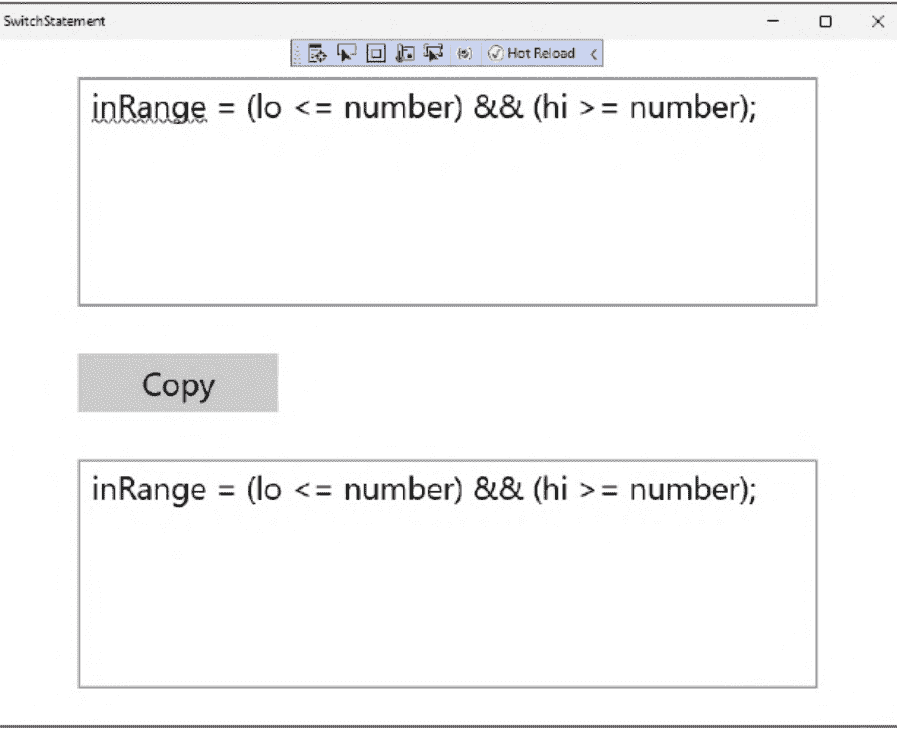 SwitchStatement
Hot Reload
inRange = (lo <= number) && (hi >= number);
Copy
inRange = (lo <= number) && (hi >= number);